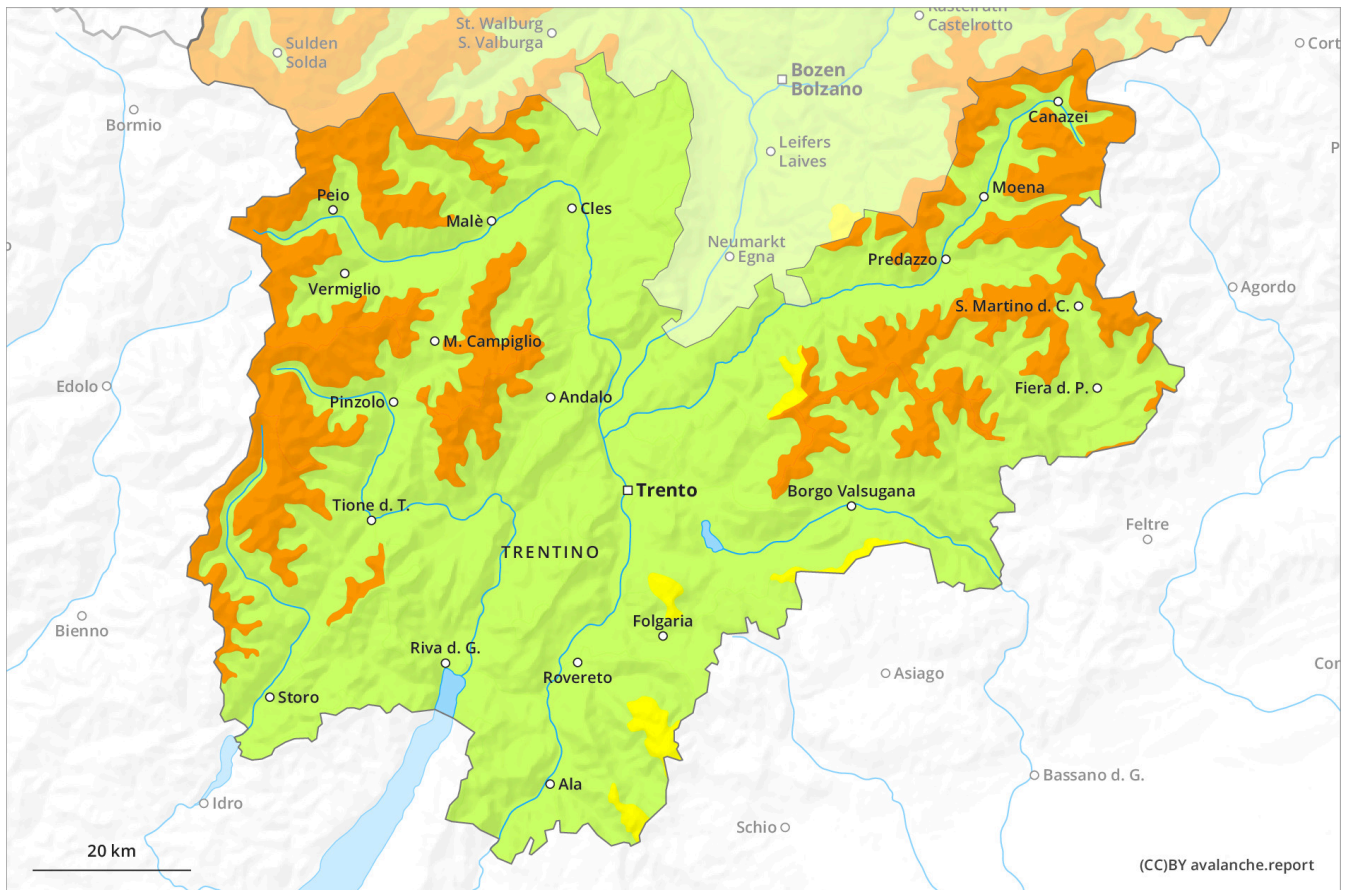 St. Walburg
S. Valburga
Kastelruth
Castelrotto
Sulden
Solda
Cort
Bozen
Bolzano
Bormio
Canazei
Leifers
Laives
P
Peio
Moena
Malè
Cles
Neumarkt
Egna
Predazzo
Vermiglio
Agordo
S. Martino d. C.
M. Campiglio
Edolo
Fiera d. P.
Andalo
Pinzolo
Trento
Borgo Valsugana
Tione d. T.
Feltre
TRENTINO
Folgaria
Bienno
Riva d. G.
Cor
Asiago
Rovereto
Storo
Bassano d. G.
Ala
Idro
Schio
20 km
(CC)BY avalanche.report